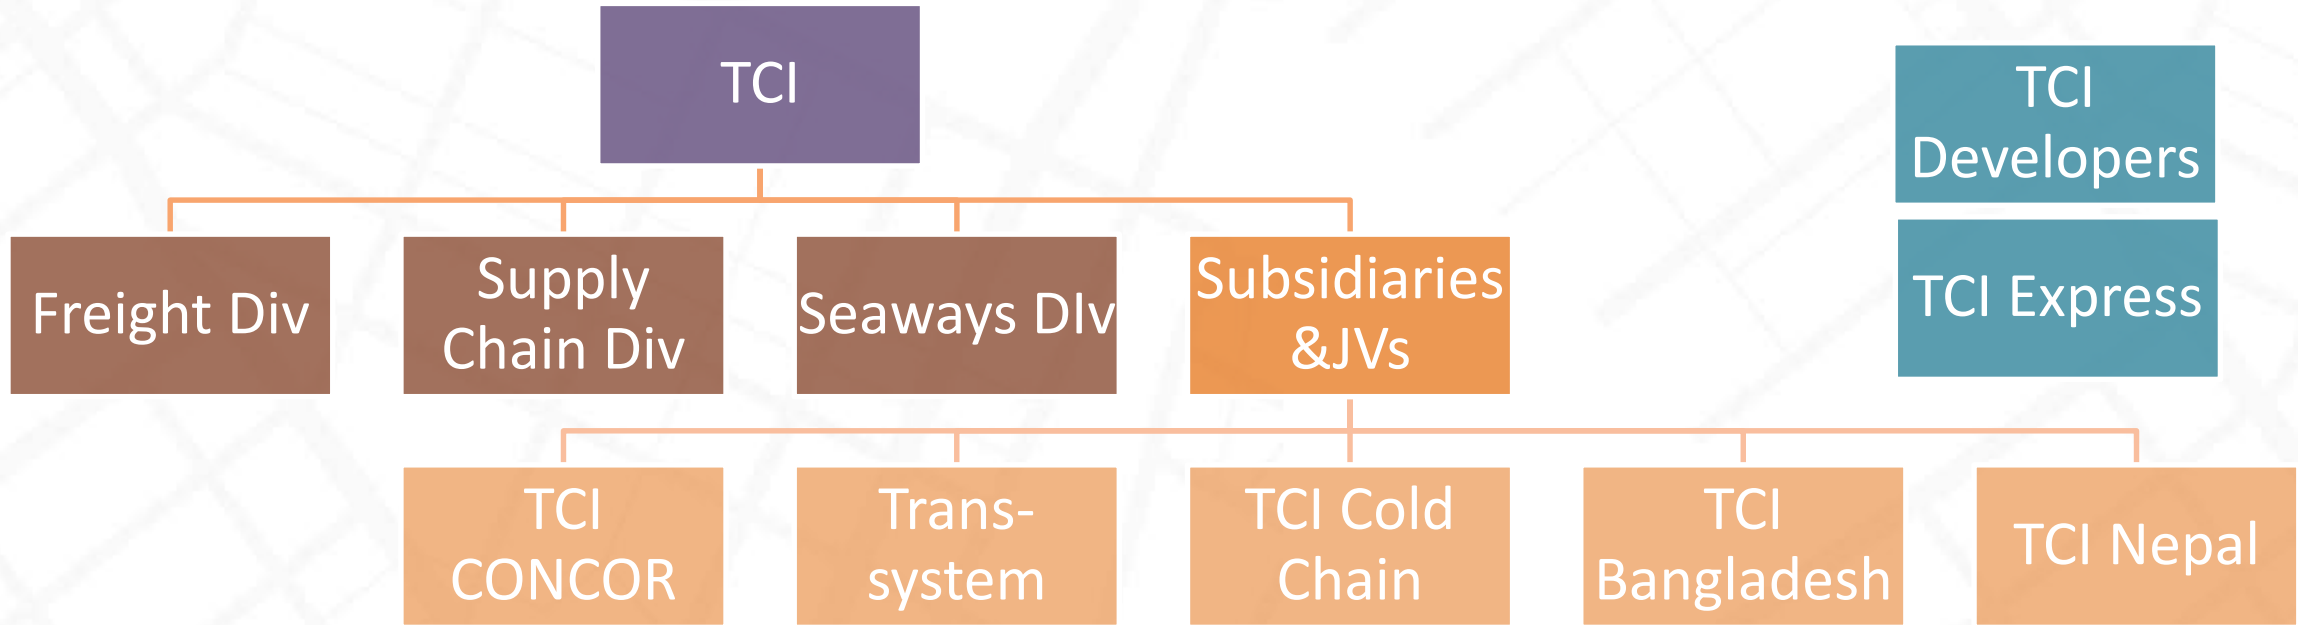 TCI
TCI
Developers
TCI Express
Freight Div
Supply
Chain Div
Seaways DIv
Subsidiaries
&JVs
TCI
CONCOR
Trans-
system
TCI Cold
Chain
TCI
Bangladesh
TCI Nepal